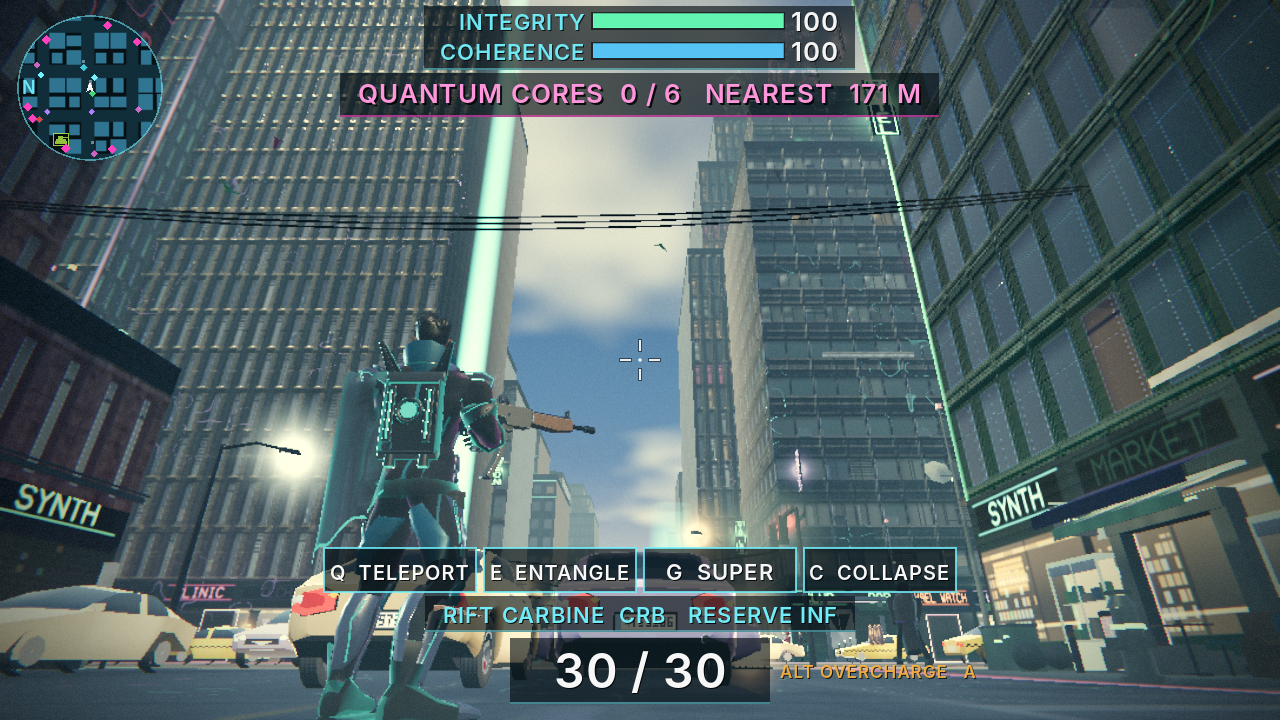 INTEGRITY 100
COHERENCE 100
QUANTUM CORES 0 / 6 NEAREST 171 M
N
E
MARKET
SYNTH
SYNTH
Q TELEPORT
E ENTANGLE
G SUPER
C COLLAPSE
LINIC
RIFT CARBINE CRB RESERVE INF
30 / 30
ALT OVERCHARGE A